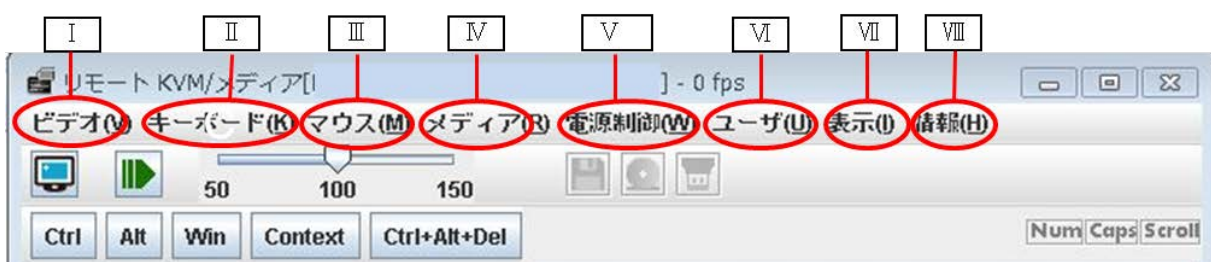 Ⅰ Ⅱ Ⅲ Ⅳ Ⅴ Ⅵ Ⅶ Ⅷ
リモート KVM/メディア[ ] - 0 fps
ビデオ(V) キーボード(K) マウス(M) メディア(R) 電源制御(W) ユーザ(U) 表示(I) 情報(H)
50 100 150
Ctrl Alt Win Context Ctrl+Alt+Del Num Caps Scroll